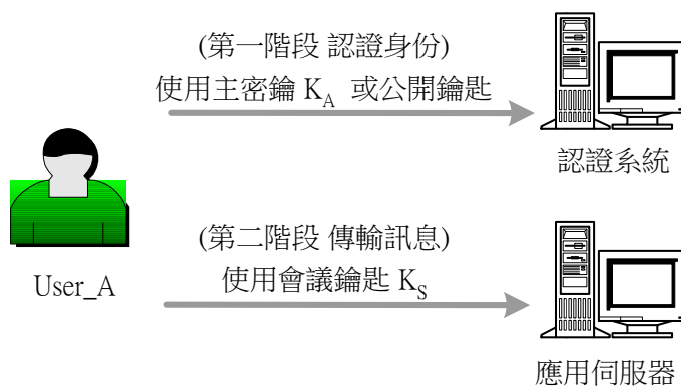 (第一階段 認證身份)
使用主密鑰 K_A 或公開鑰匙
認證系統
(第二階段 傳輸訊息)
使用會議鑰匙 K_S
User_A
應用伺服器